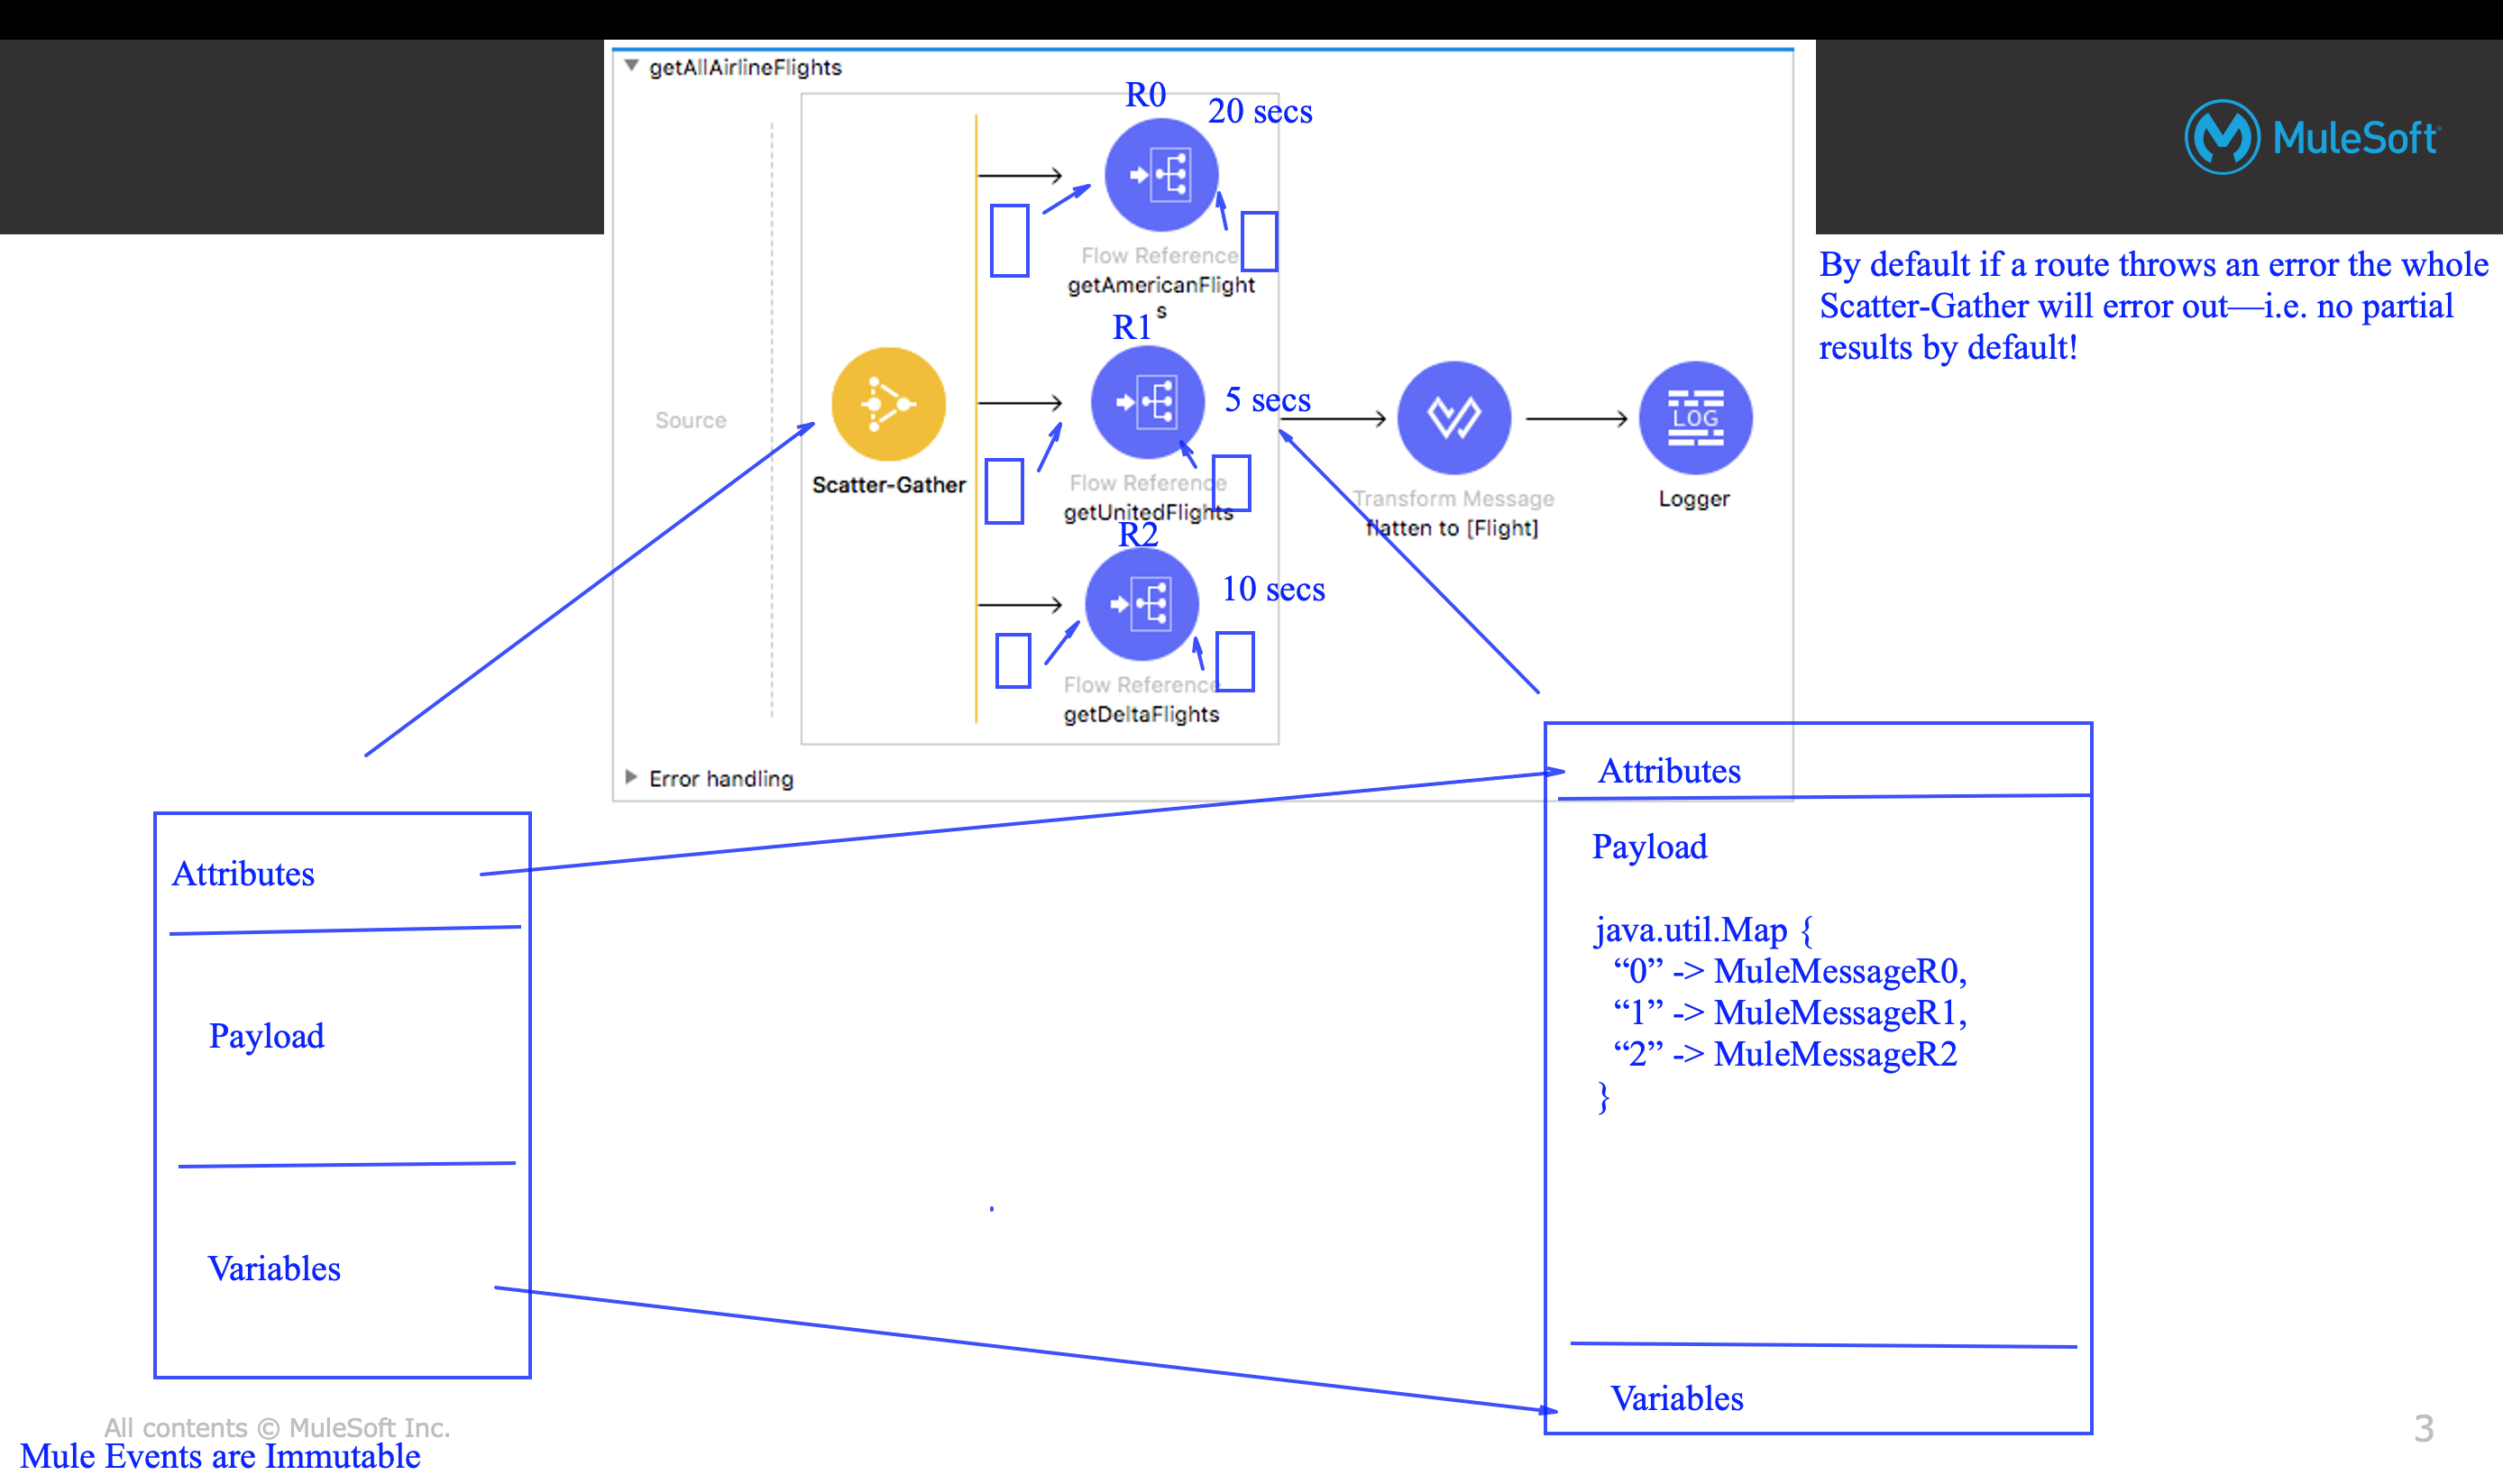 getAllAirlineFlights
R0
20 secs
MuleSoft
Flow Reference
getAmericanFlight
s
By default if a route throws an error the whole
Scatter-Gather will error out—i.e. no partial
results by default!
R1
5 secs
Source
LOG
Scatter-Gather
Flow Reference
getUnitedFlights
Transform Message
flatten to [Flight]
Logger
R2
10 secs
Flow Reference
getDeltaFlights
Error handling
Attributes
Payload
Variables
Attributes
Payload
java.util.Map {
“0” -> MuleMessageR0,
“1” -> MuleMessageR1,
“2” -> MuleMessageR2
}
Variables
All contents © MuleSoft Inc.
3
Mule Events are Immutable